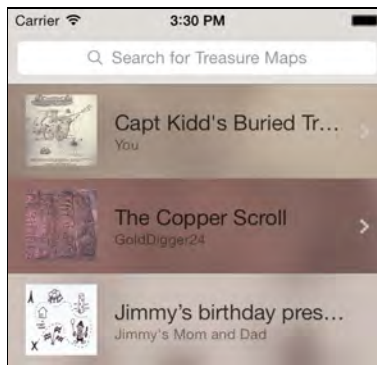 Carrier 3:30 PM
Search for Treasure Maps
Capt Kidd's Buried Tr...
You
The Copper Scroll
GoldDigger24
Jimmy’s birthday pres...
Jimmy's Mom and Dad
X